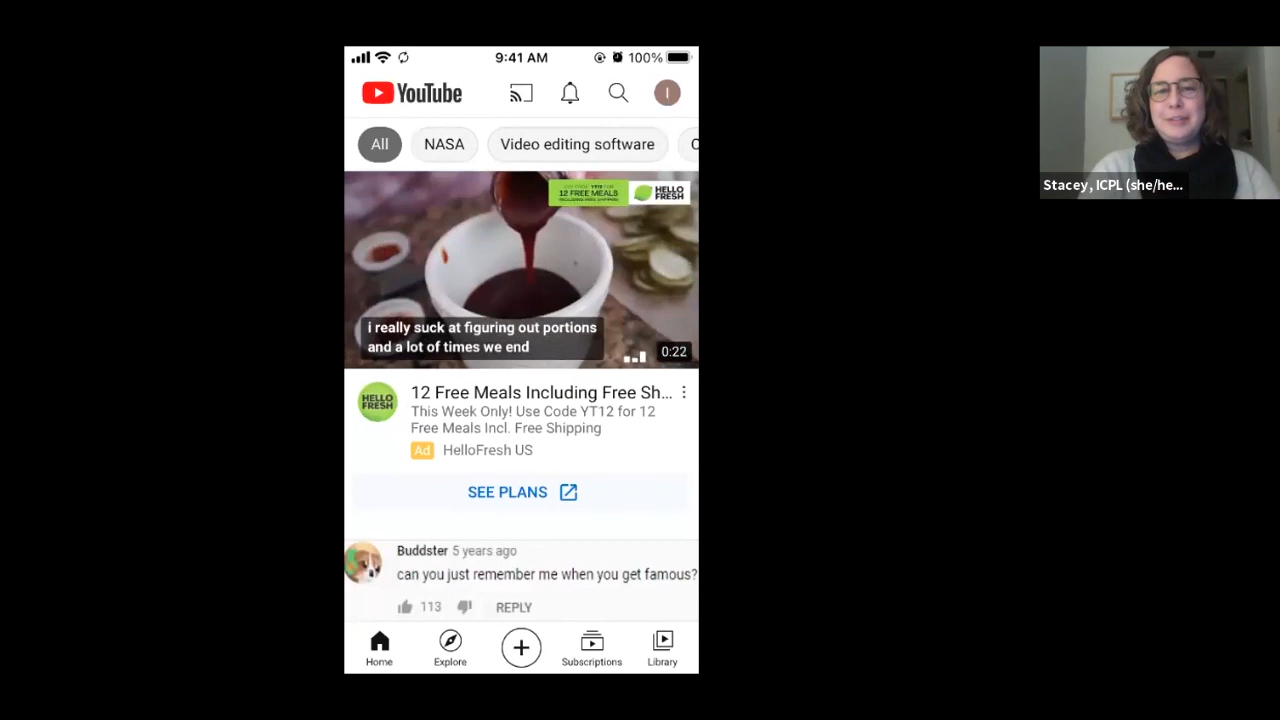 9:41 AM
100%
YouTube
I
All
NASA
Video editing software
12 FREE MEALS
HELLO
FRESH
i really suck at figuring out portions
and a lot of times we end
0:22
HELLO
FRESH
12 Free Meals Including Free Sh...
This Week Only! Use Code YT12 for 12
Free Meals Incl. Free Shipping
Ad HelloFresh US
SEE PLANS
Buddster 5 years ago
can you just remember me when you get famous?
113
REPLY
Home
Explore
Subscriptions
Library
Stacey, ICPL (she/he...